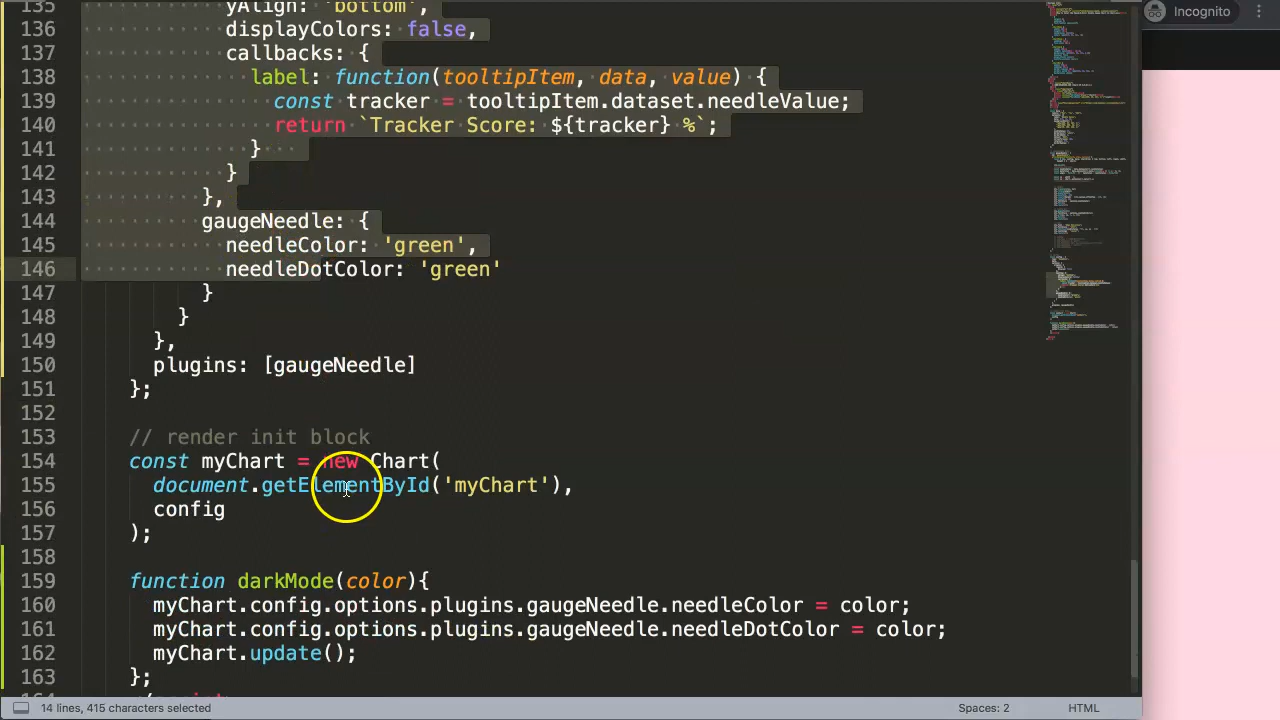 Incognito
135 yAlign: 'bottom',
136 displayColors: false,
137 callbacks: {
138 label: function(tooltipItem, data, value) {
139 const tracker = tooltipItem.dataset.needleValue;
140 return `Tracker Score: ${tracker} %`;
141 }
142 }
143 },
144 gaugeNeedle: {
145 needleColor: 'green',
146 needleDotColor: 'green'
147 }
148 }
149 },
150 plugins: [gaugeNeedle]
151 };
152
153 // render init block
154 const myChart = new Chart(
155 document.getElementById('myChart'),
156 config
157 );
158
159 function darkMode(color){
160 myChart.config.options.plugins.gaugeNeedle.needleColor = color;
161 myChart.config.options.plugins.gaugeNeedle.needleDotColor = color;
162 myChart.update();
163 };
14 lines, 415 characters selected
Spaces: 2
HTML